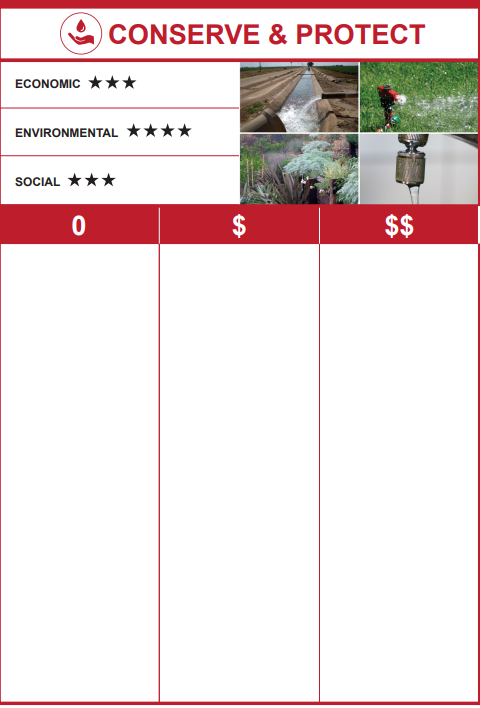 CONSERVE & PROTECT
ECONOMIC ★★★
ENVIRONMENTAL ★★★★
SOCIAL ★★★
0 $ $$